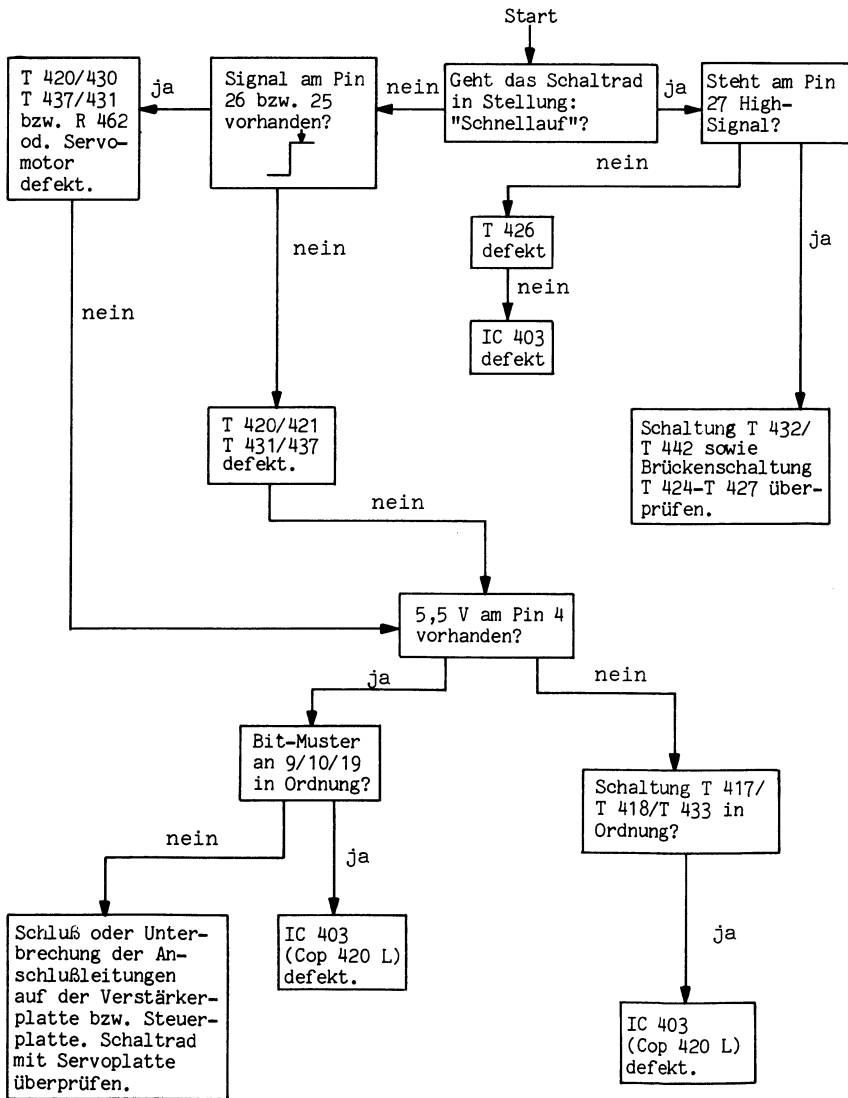 Start
T 420/430
T 437/431
bzw. R 462
od. Servo-
motor
defekt.
ja
Signal am Pin
26 bzw. 25
vorhanden?
nein
Geht das Schaltrad
in Stellung:
"Schnellauf"?
ja
Steht am Pin
27 High-
Signal?
nein
T 426
defekt
nein
IC 403
defekt
ja
Schaltung T 432/
T 442 sowie
Brückenschaltung
T 424-T 427 über-
prüfen.
nein
nein
T 420/421
T 431/437
defekt.
nein
5,5 V am Pin 4
vorhanden?
ja
nein
Bit-Muster
an 9/10/19
in Ordnung?
Schaltung T 417/
T 418/T 433 in
Ordnung?
nein
ja
ja
Schluß oder Unter-
brechung der An-
schlußleitungen
auf der Verstärker-
platte bzw. Steuer-
platte. Schaltrad
mit Servoplatte
überprüfen.
IC 403
(Cop 420 L)
defekt.
IC 403
(Cop 420 L)
defekt.